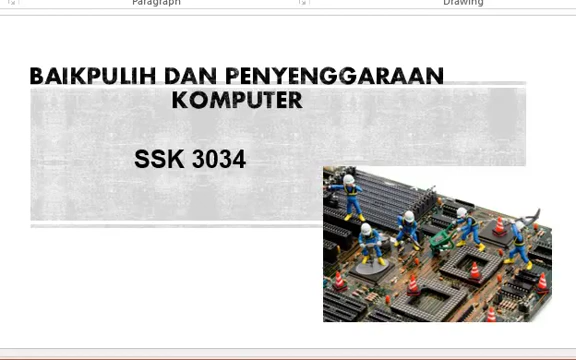 Paragraph Drawing
BAIKPULIH DAN PENYENGGARAAN
KOMPUTER
SSK 3034